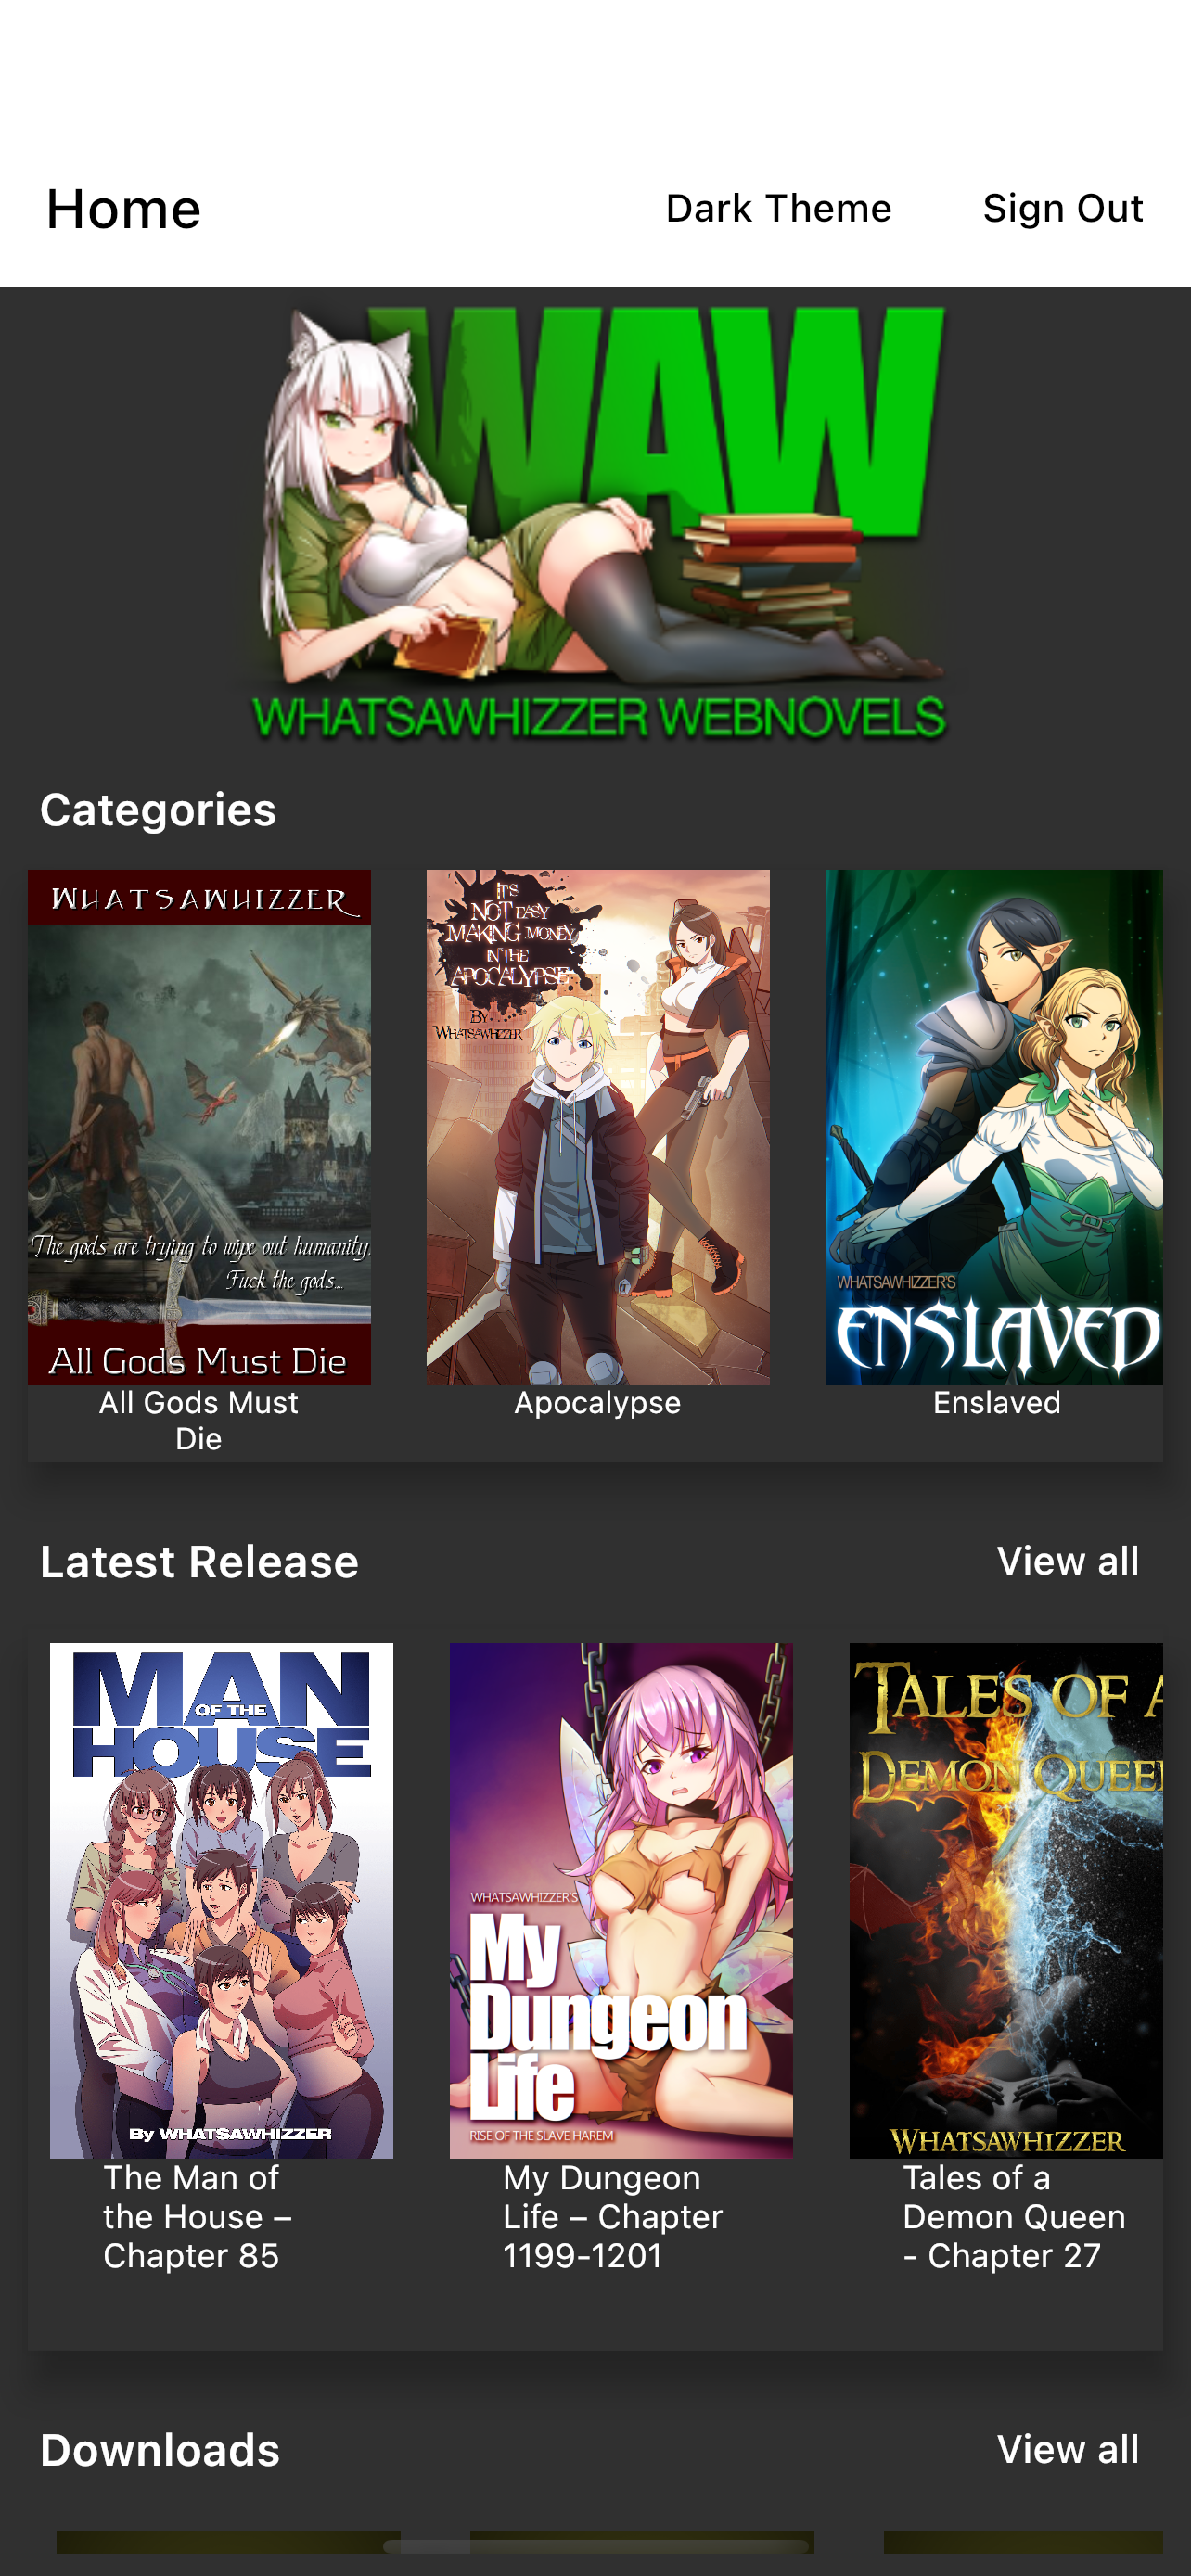 Home
Dark Theme
Sign Out
WAW
WHATSAWHIZZER WEBNOVELS
Categories
WHATSAWHIZZER
The gods are trying to wipe out humanity.
Fuck the gods...
All Gods Must Die
All Gods Must
Die
IT'S
NOT EASY
MAKING MONEY
IN THE
APOCALYPSE
BY
WHATSAWHIZZER
Apocalypse
WHATSAWHIZZER'S
ENSLAVED
Enslaved
Latest Release
View all
MAN
OF THE
HOUSE
By WHATSAWHIZZER
The Man of
the House –
Chapter 85
WHATSAWHIZZER'S
My
Dungeon
Life
RISE OF THE SLAVE HAREM
My Dungeon
Life – Chapter
1199-1201
TALES OF A
DEMON QUEEN
WHATSAWHIZZER
Tales of a
Demon Queen
- Chapter 27
Downloads
View all